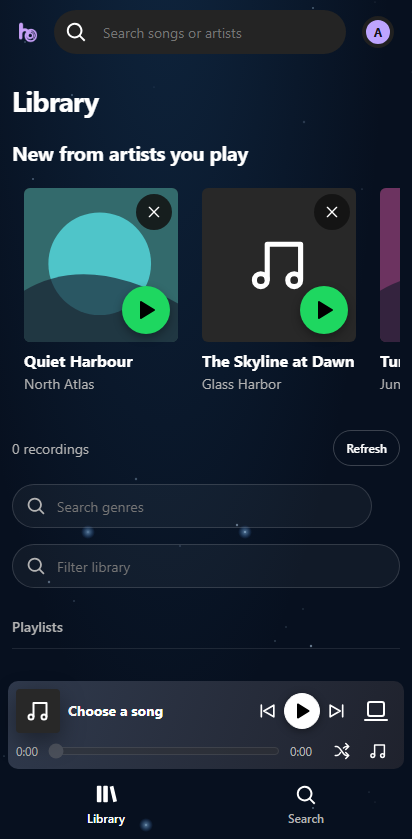 Search songs or artists
A
Library
New from artists you play
Quiet Harbour
North Atlas
The Skyline at Dawn
Glass Harbor
0 recordings
Refresh
Search genres
Filter library
Playlists
Choose a song
0:00
0:00
Library
Search